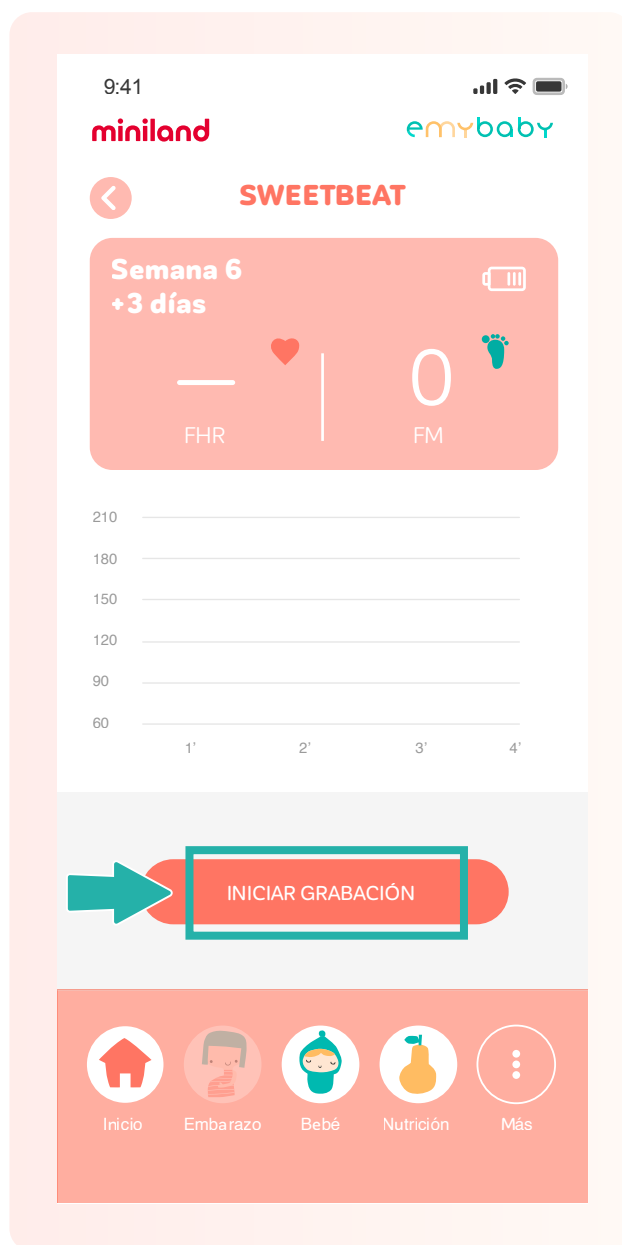 9:41
miniland
emybaby
SWEETBEAT
Semana 6
+3 días
—
0
FHR
FM
210
180
150
120
90
60
1’
2’
3’
4’
INICIAR GRABACIÓN
Inicio
Embarazo
Bebé
Nutrición
Más